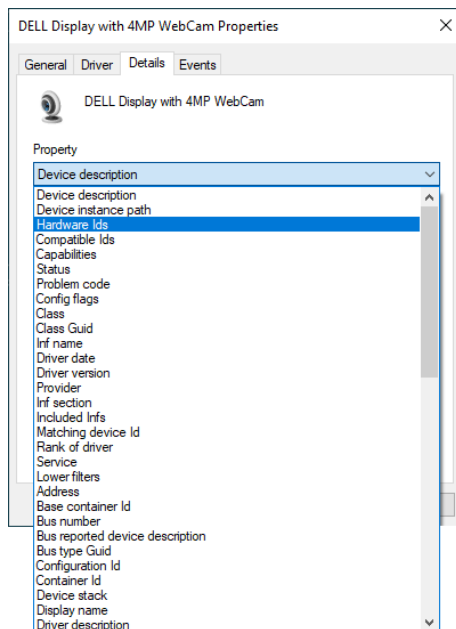 DELL Display with 4MP WebCam Properties
General Driver Details Events
DELL Display with 4MP WebCam
Property
Device description
Device description
Device instance path
Hardware Ids
Compatible Ids
Capabilities
Status
Problem code
Config flags
Class
Class Guid
Inf name
Driver date
Driver version
Provider
Inf section
Included Infs
Matching device Id
Rank of driver
Service
Lower filters
Address
Base container Id
Bus number
Bus reported device description
Bus type Guid
Configuration Id
Container Id
Device stack
Display name
Driver description